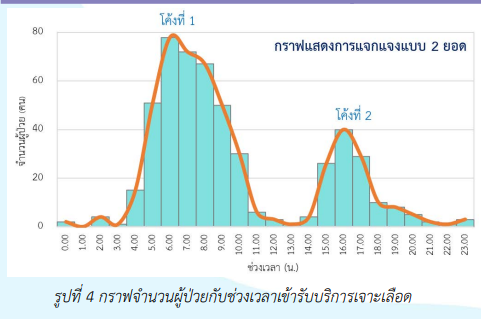 โค้งที่ 1
กราฟแสดงการแจกแจงแบบ 2 ยอด
โค้งที่ 2
จำนวนผู้ป่วย (คน)
80
60
40
20
0
0.00 1.00 2.00 3.00 4.00 5.00 6.00 7.00 8.00 9.00 10.00 11.00 12.00 13.00 14.00 15.00 16.00 17.00 18.00 19.00 20.00 21.00 22.00 23.00
ช่วงเวลา (น.)
รูปที่ 4 กราฟจำนวนผู้ป่วยกับช่วงเวลาเข้ารับบริการเจาะเลือด